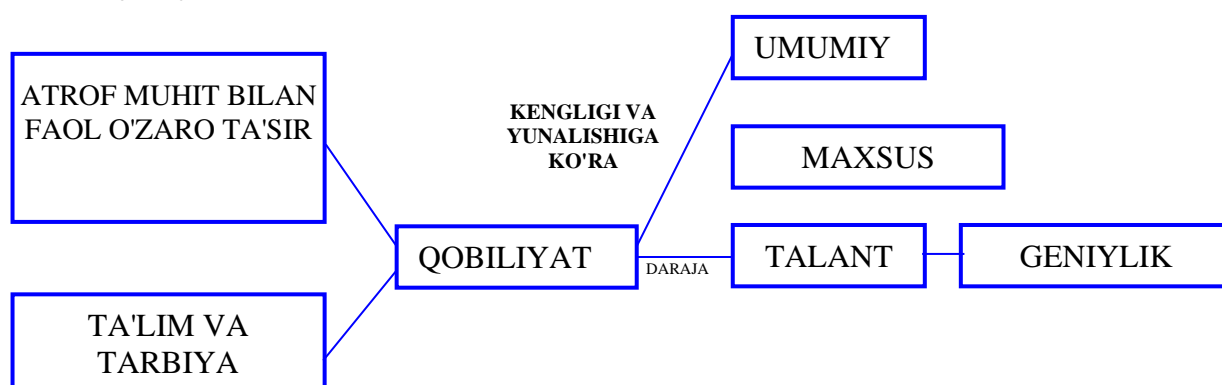 UMUMIY
ATROF MUHIT BILAN
FAOL O'ZARO TA'SIR
KENGLIGI VA
YUNALISHIGA
KO'RA
MAXSUS
QOBILIYAT
DARAJA
TALANT
GENIYLIK
TA'LIM VA
TARBIYA